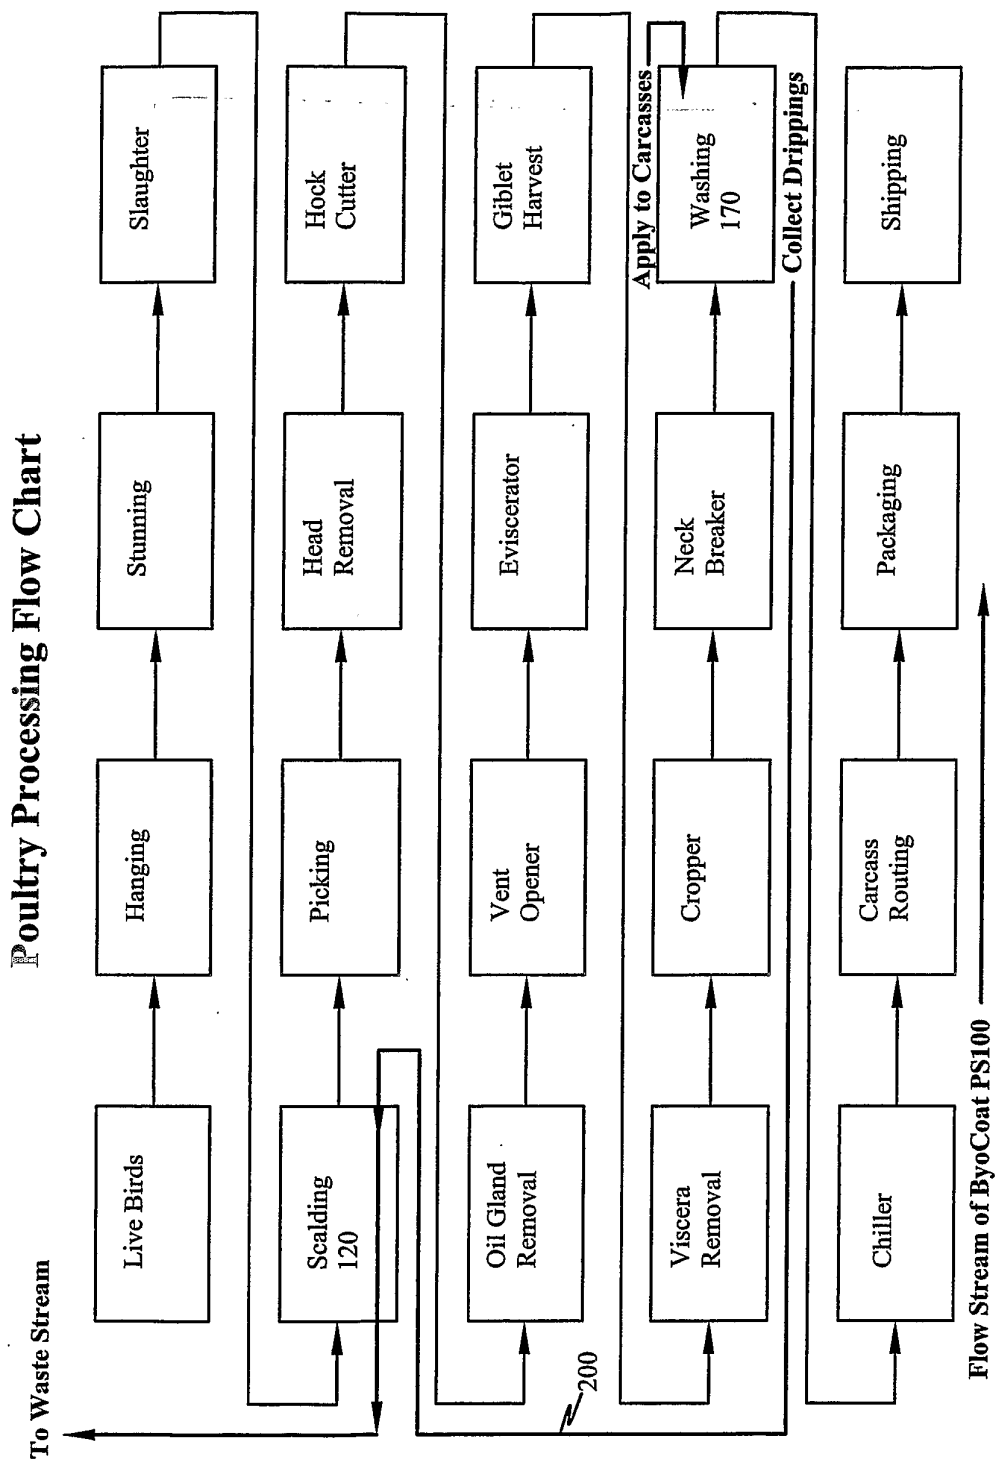 Poultry Processing Flow Chart
To Waste Stream
Live Birds
Hanging
Stunning
Slaughter
Scalding
120
Picking
Head
Removal
Hock
Cutter
Oil Gland
Removal
Vent
Opener
Eviscerator
Giblet
Harvest
Apply to Carcasses
Viscera
Removal
Cropper
Neck
Breaker
Washing
170
200
Collect Drippings
Chiller
Carcass
Routing
Packaging
Shipping
Flow Stream of ByoCoat PS100